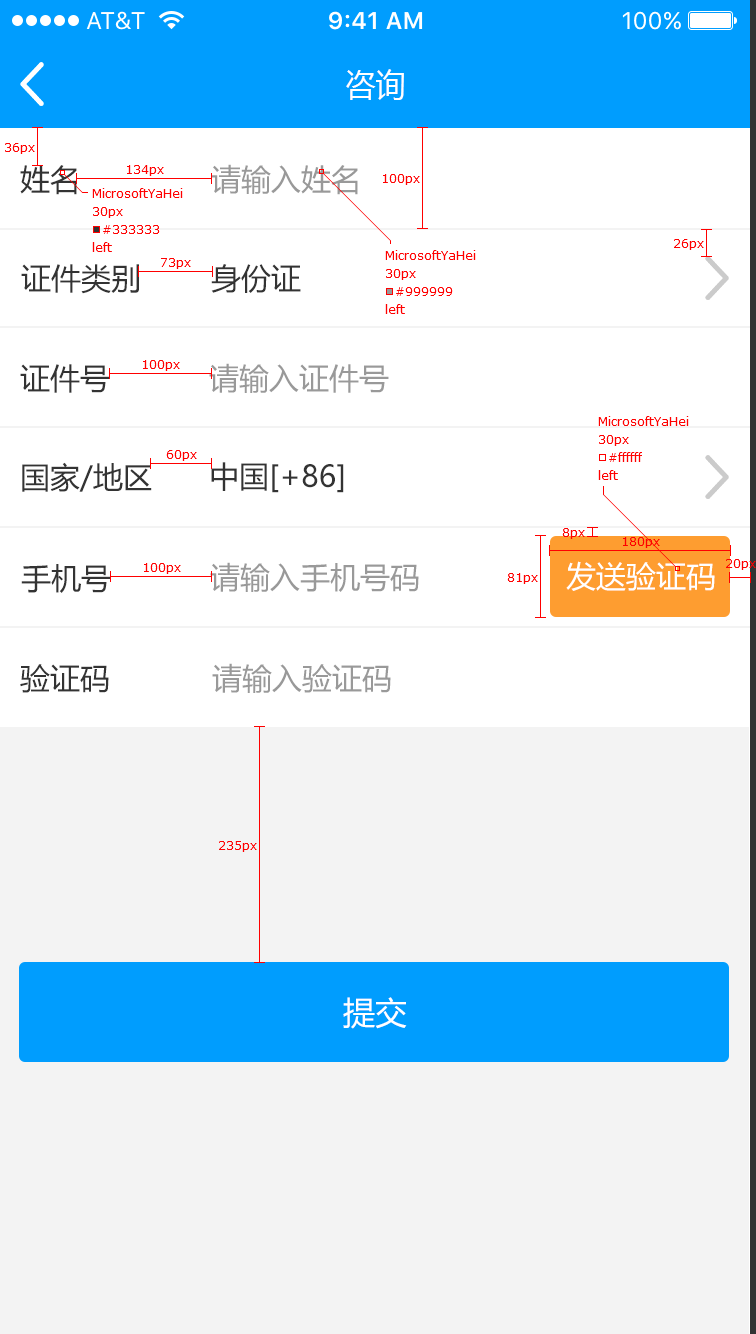 AT&T 9:41 AM 100%
咨询
36px
134px
100px
姓名 请输入姓名
MicrosoftYaHei
30px
#333333
left
26px
MicrosoftYaHei
30px
#999999
left
73px
证件类别 身份证
100px
证件号 请输入证件号
MicrosoftYaHei
30px
#ffffff
left
60px
国家/地区 中国[+86]
8px
180px
20px
100px
81px
手机号 请输入手机号码 发送验证码
验证码 请输入验证码
235px
提交